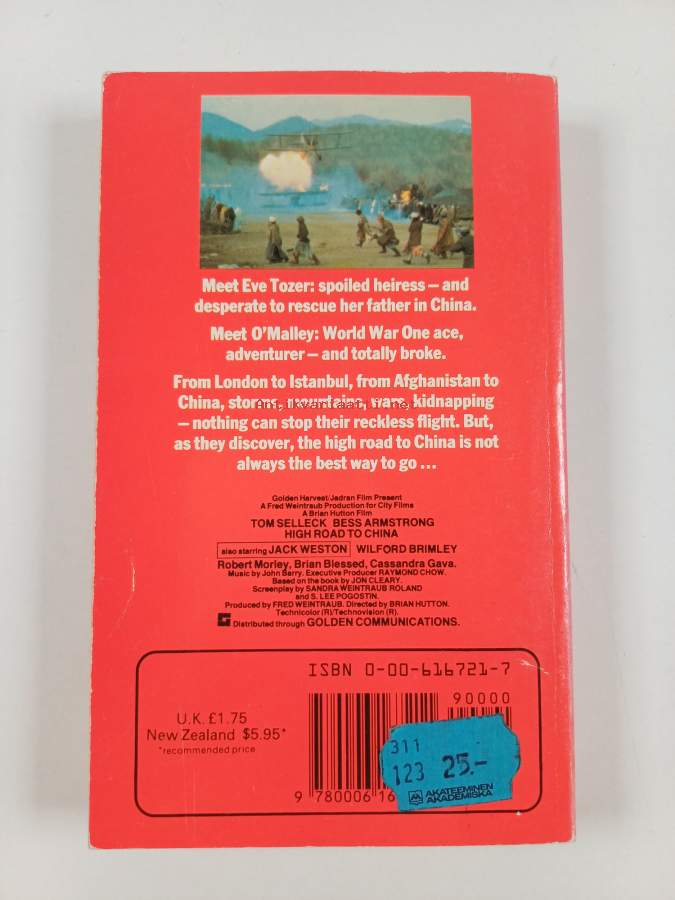 Meet Eve Tozer: spoiled heiress – and
desperate to rescue her father in China.
Meet O'Malley: World War One ace,
adventurer – and totally broke.
From London to Istanbul, from Afghanistan to
China, storms, mountains, wars, kidnapping
– nothing can stop their reckless flight. But,
as they discover, the high road to China is not
always the best way to go ...
Antikvariaatti.net
Golden Harvest/Jadran Film Present
A Fred Weintraub Production for City Films
A Brian Hutton Film
TOM SELLECK BESS ARMSTRONG
HIGH ROAD TO CHINA
also starring JACK WESTON WILFORD BRIMLEY
Robert Morley, Brian Blessed, Cassandra Gava.
Music by John Barry. Executive Producer RAYMOND CHOW.
Based on the book by JON CLEARY.
Screenplay by SANDRA WEINTRAUB ROLAND
and S. LEE POGOSTIN.
Produced by FRED WEINTRAUB. Directed by BRIAN HUTTON.
Technicolor (R)/Technovision (R).
Distributed through GOLDEN COMMUNICATIONS.
ISBN 0-00-616721-7
90000
U.K. £1.75
New Zealand $5.95*
*recommended price
311
123 25.-
AKATEEMINEN
AKADEMISKA
9 780006 16